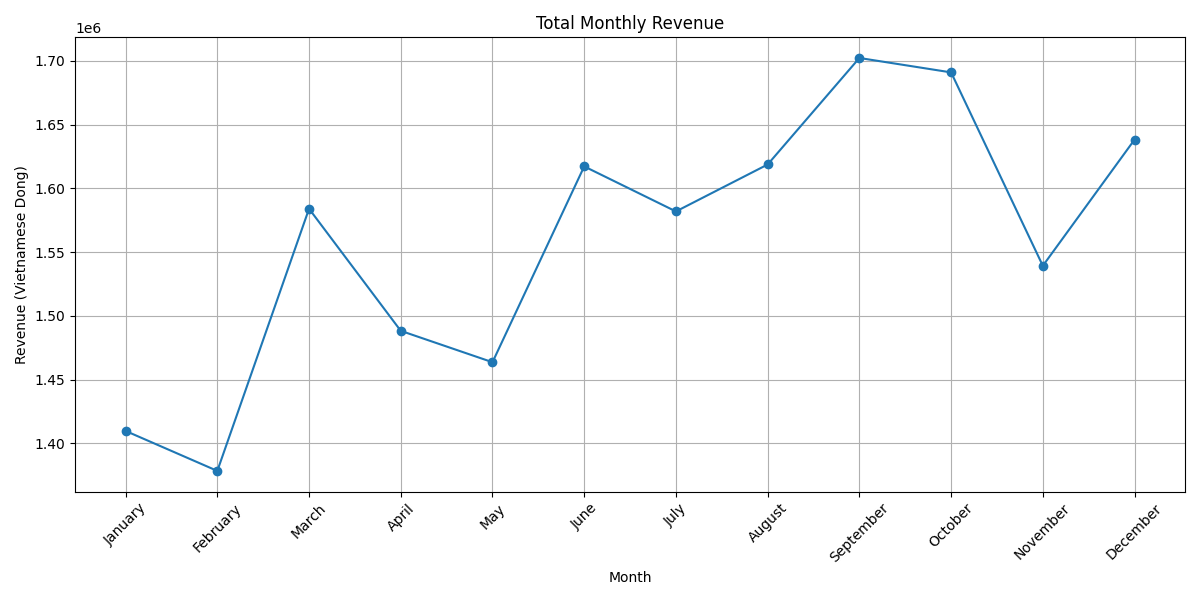 Total Monthly Revenue
1e6
1.70
1.65
1.60
1.55
1.50
1.45
1.40
Revenue (Vietnamese Dong)
January
February
March
April
May
June
July
August
September
October
November
December
Month